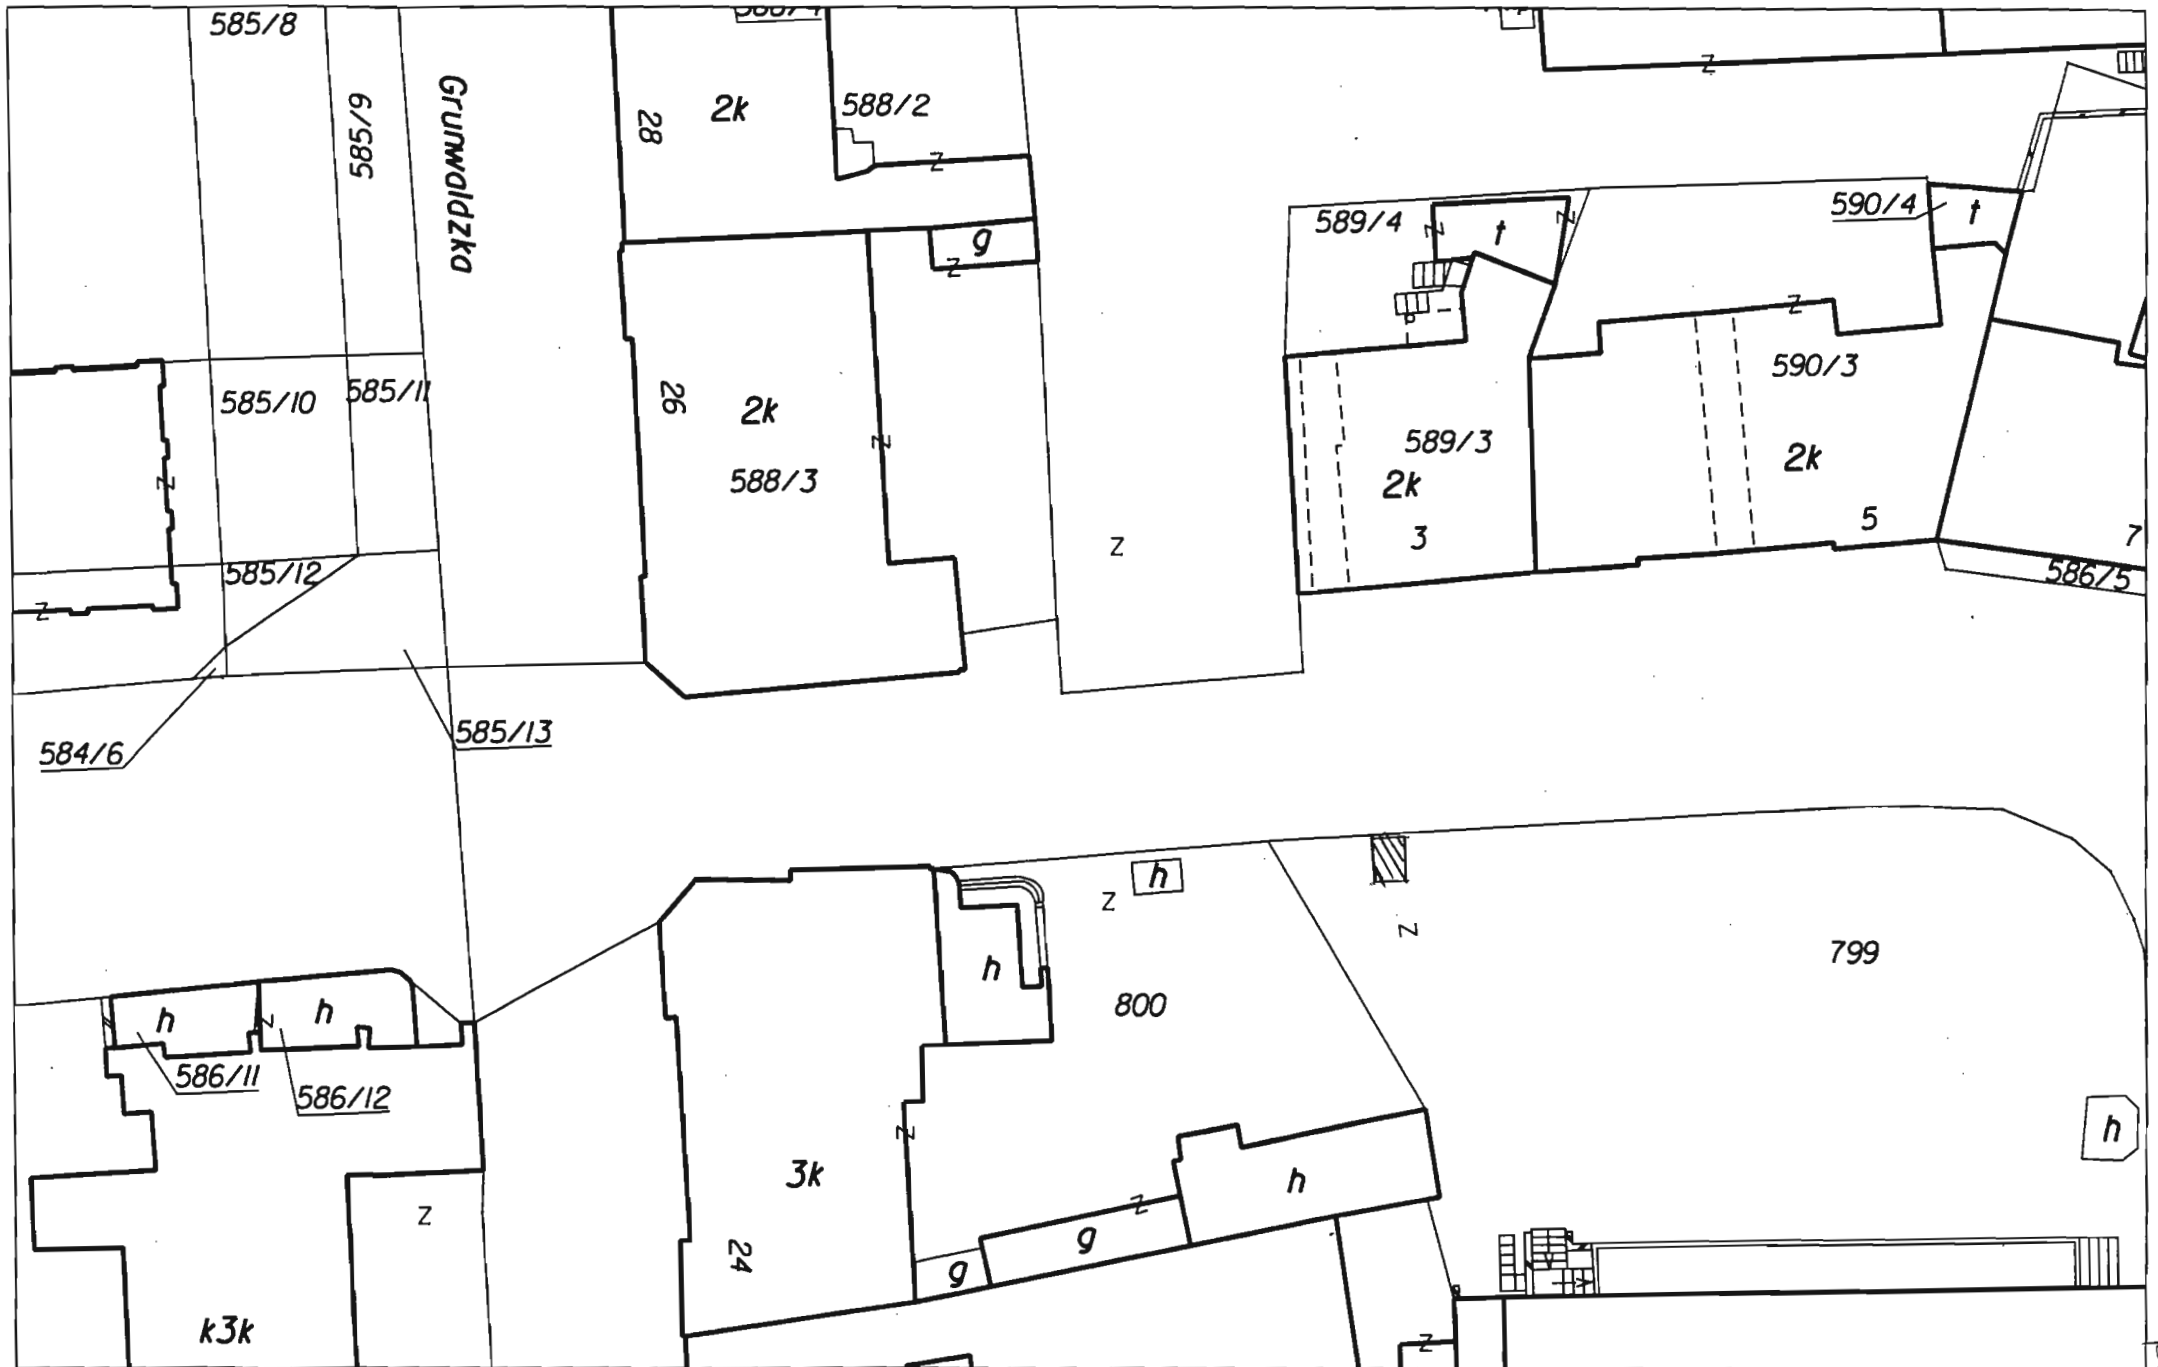 585/8
585/9
Grunwaldzka
28
2k
588/2
z
g
z
589/4
z
t
z
590/4
t
z
z
585/10
585/11
26
2k
588/3
z
z
589/3
2k
3
z
590/3
2k
5
7
586/5
z
585/12
z
584/6
585/13
z
h
z
799
h
800
h
z
h
z
586/11
586/12
z
3k
24
z
g
g
h
h
z
k3k
z